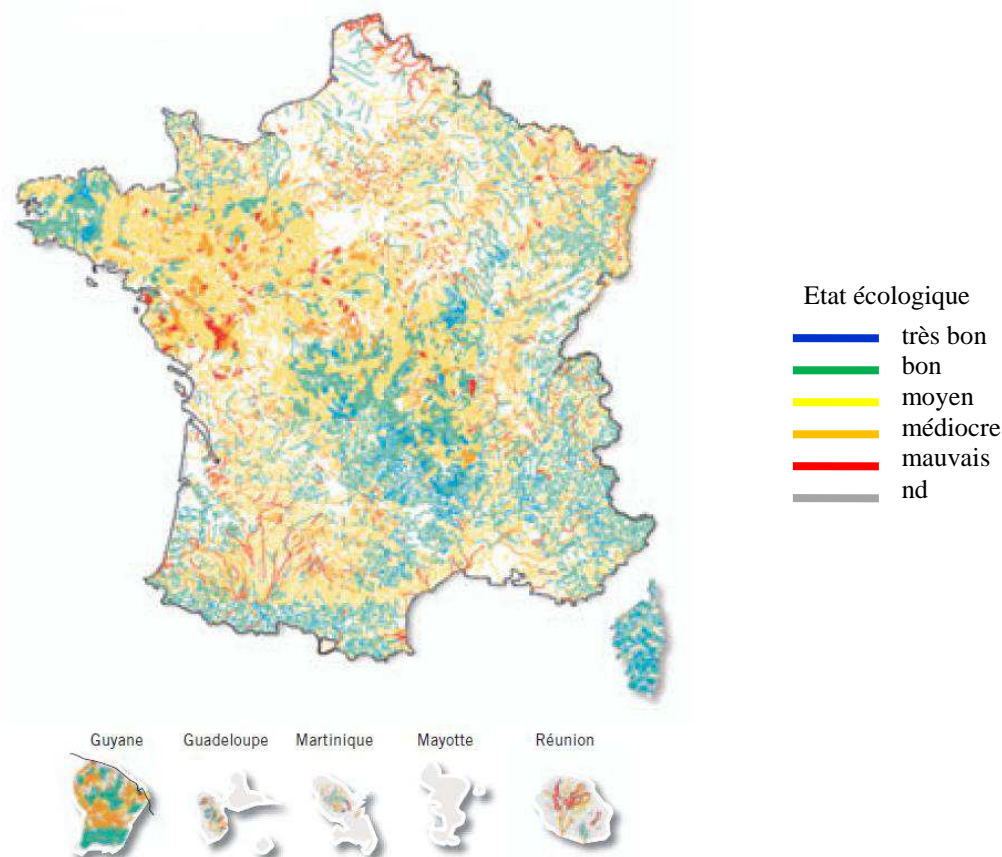 Etat écologique
très bon
bon
moyen
médiocre
mauvais
nd
Guyane Guadeloupe Martinique Mayotte Réunion